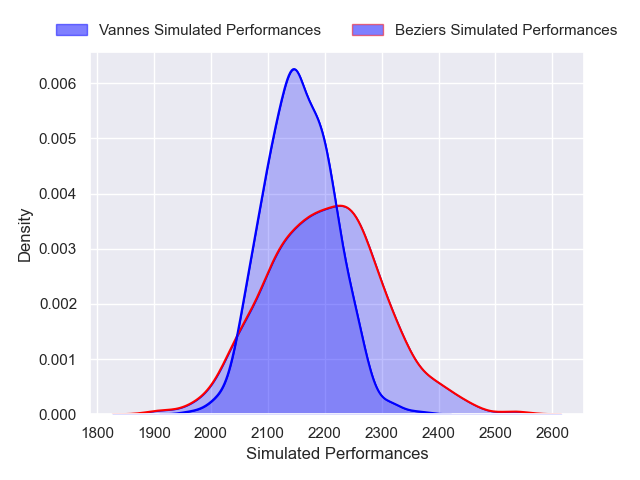 Vannes Simulated Performances Beziers Simulated Performances
0.006
0.005
0.004
0.003
0.002
0.001
0.000
Density
1800 1900 2000 2100 2200 2300 2400 2500 2600
Simulated Performances